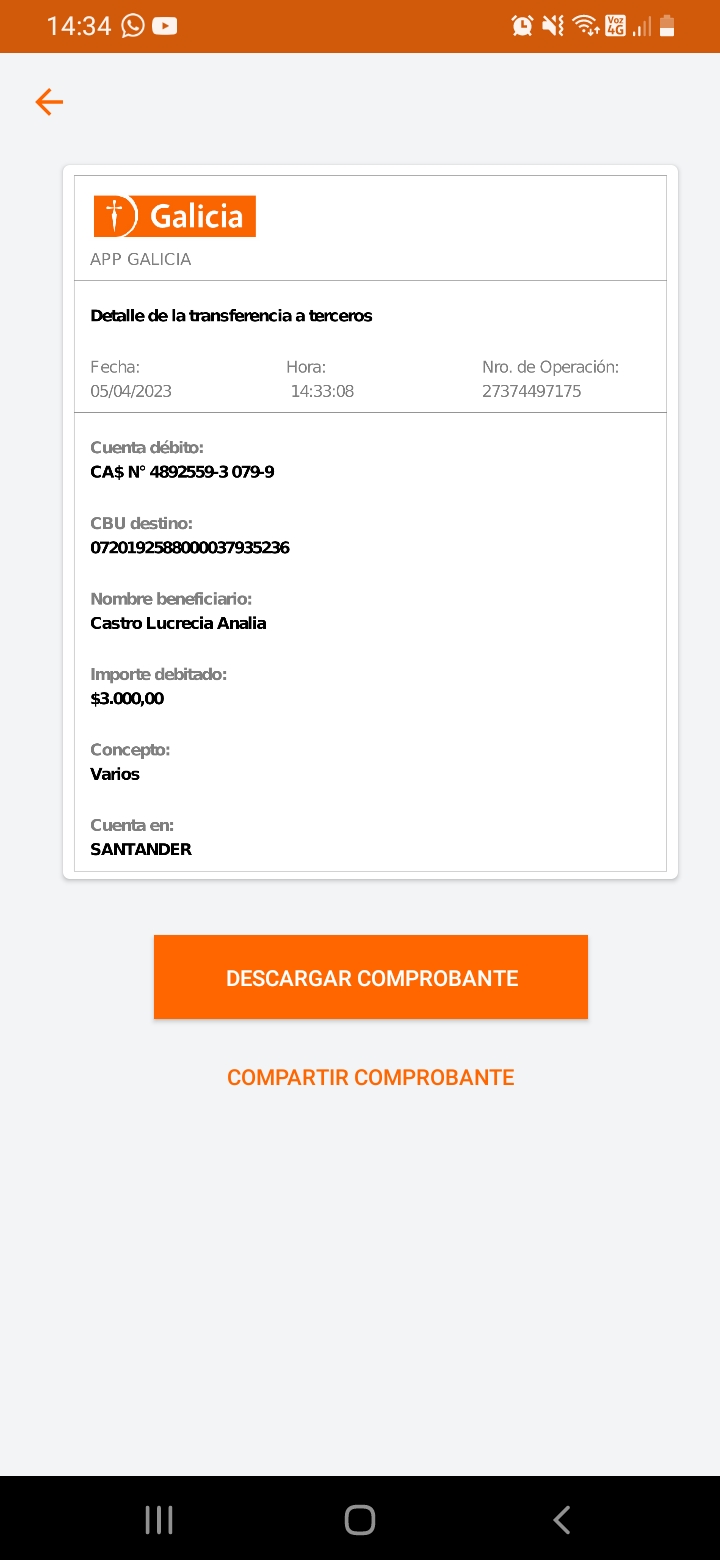 14:34
Voz 4G
Galicia
APP GALICIA
Detalle de la transferencia a terceros
Fecha: Hora: Nro. de Operación:
05/04/2023 14:33:08 27374497175
Cuenta débito:
CA$ N° 4892559-3 079-9
CBU destino:
0720192588000037935236
Nombre beneficiario:
Castro Lucrecia Analia
Importe debitado:
$3.000,00
Concepto:
Varios
Cuenta en:
SANTANDER
DESCARGAR COMPROBANTE
COMPARTIR COMPROBANTE